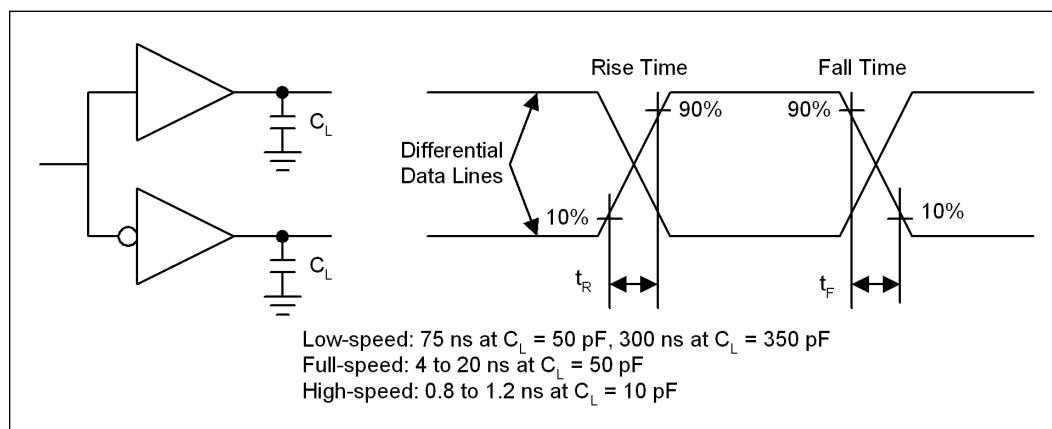 Rise Time
Fall Time
90%
90%
C_L
Differential
Data Lines
10%
10%
C_L
t_R
t_F
Low-speed: 75 ns at C_L = 50 pF, 300 ns at C_L = 350 pF
Full-speed: 4 to 20 ns at C_L = 50 pF
High-speed: 0.8 to 1.2 ns at C_L = 10 pF